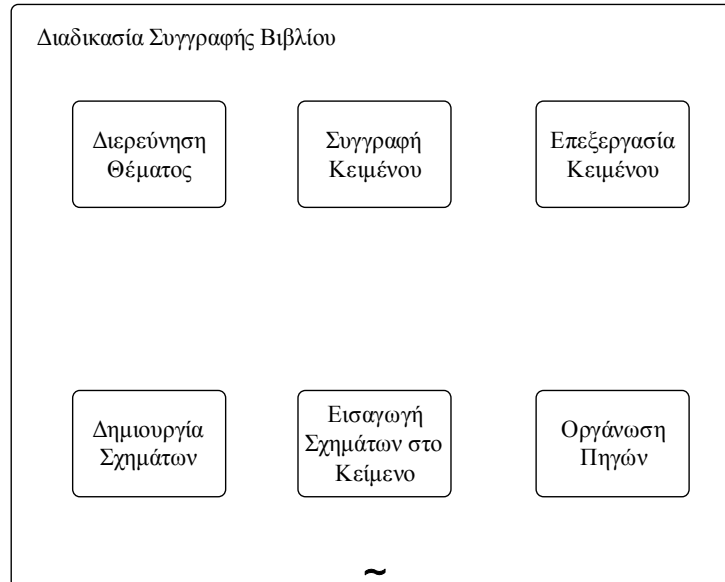 Διαδικασία Συγγραφής Βιβλίου
Διερεύνηση
Θέματος
Συγγραφή
Κειμένου
Επεξεργασία
Κειμένου
Δημιουργία
Σχημάτων
Εισαγωγή
Σχημάτων στο
Κείμενο
Οργάνωση
Πηγών
~